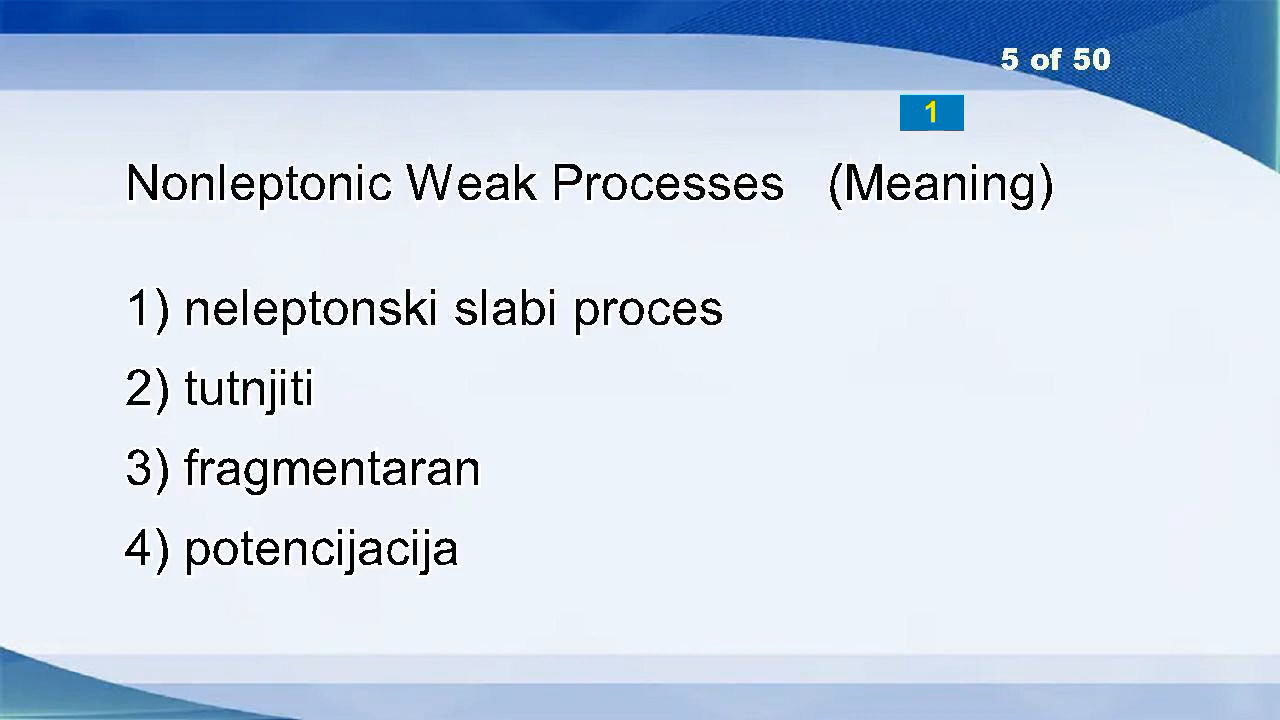 5 of 50
1
Nonleptonic Weak Processes (Meaning)
1) neleptonski slabi proces
2) tutnjiti
3) fragmentaran
4) potencijacija